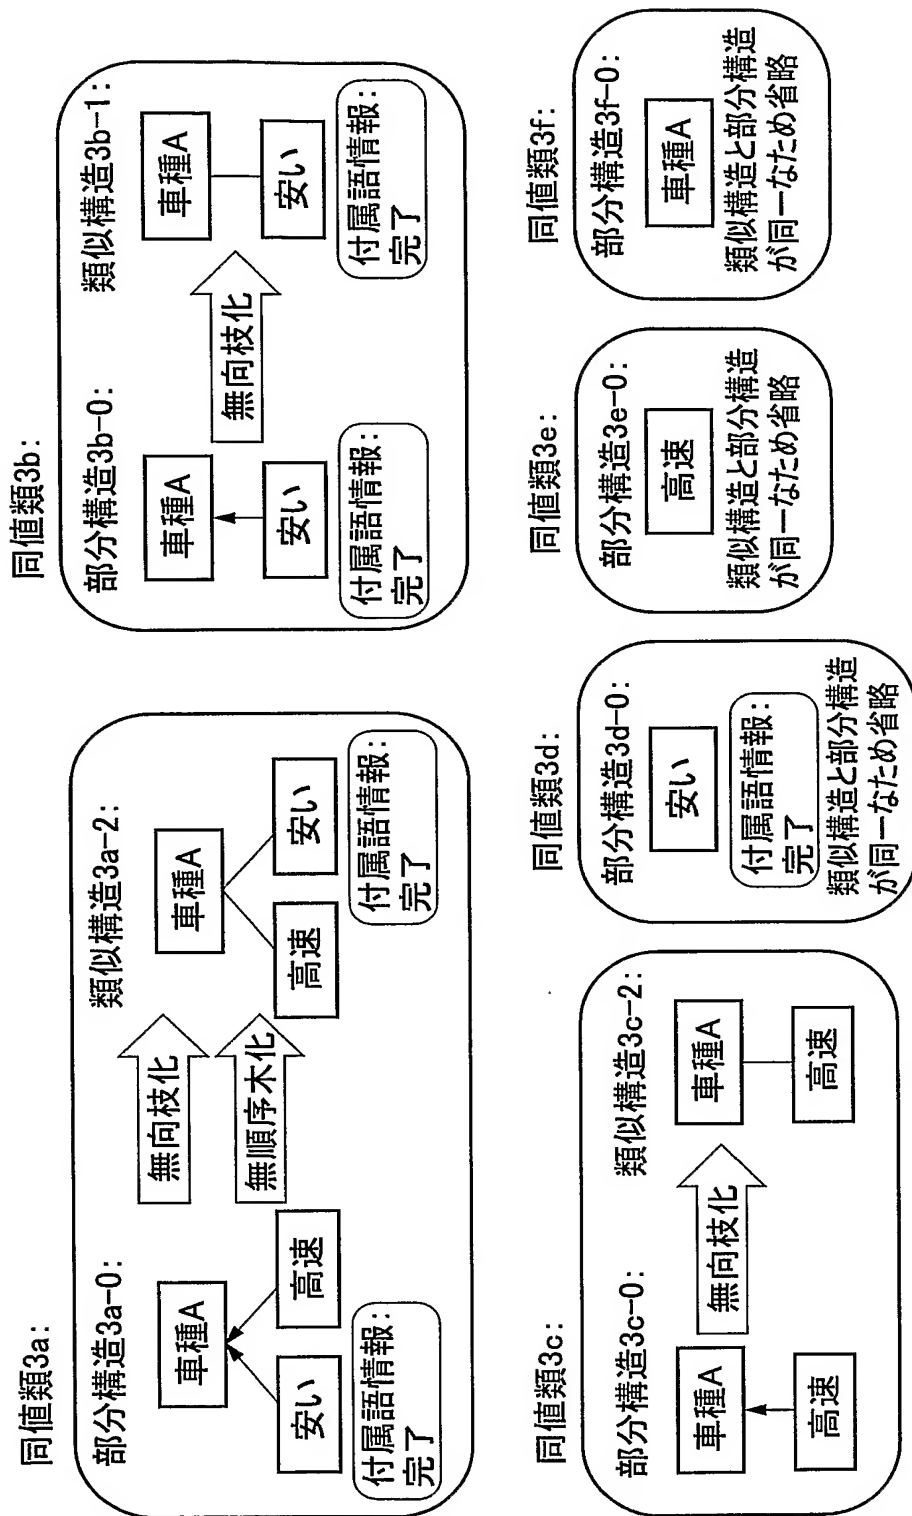 同値類3a:
部分構造3a-0:
車種A
安い
高速
付属語情報:
完了
無向枝化
無順序木化
類似構造3a-2:
車種A
高速
安い
付属語情報:
完了
同値類3b:
部分構造3b-0:
車種A
安い
付属語情報:
完了
無向枝化
類似構造3b-1:
車種A
安い
付属語情報:
完了
同値類3c:
部分構造3c-0:
車種A
高速
無向枝化
類似構造3c-2:
車種A
高速
同値類3d:
部分構造3d-0:
安い
付属語情報:
完了
類似構造と部分構造
が同一なため省略
同値類3e:
部分構造3e-0:
高速
類似構造と部分構造
が同一なため省略
同値類3f:
部分構造3f-0:
車種A
類似構造と部分構造
が同一なため省略